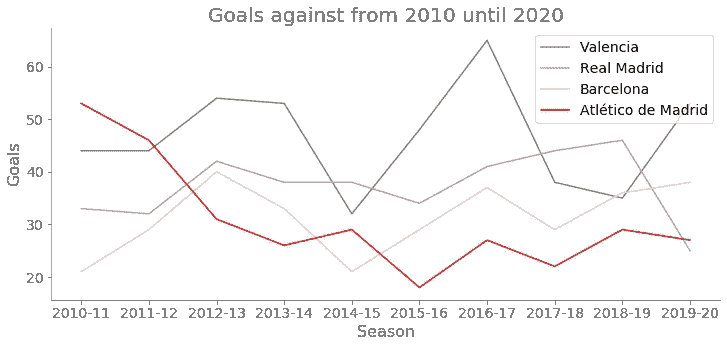 Goals against from 2010 until 2020
Valencia
Real Madrid
Barcelona
Atlético de Madrid
Goals
60
50
40
30
20
2010-11 2011-12 2012-13 2013-14 2014-15 2015-16 2016-17 2017-18 2018-19 2019-20
Season